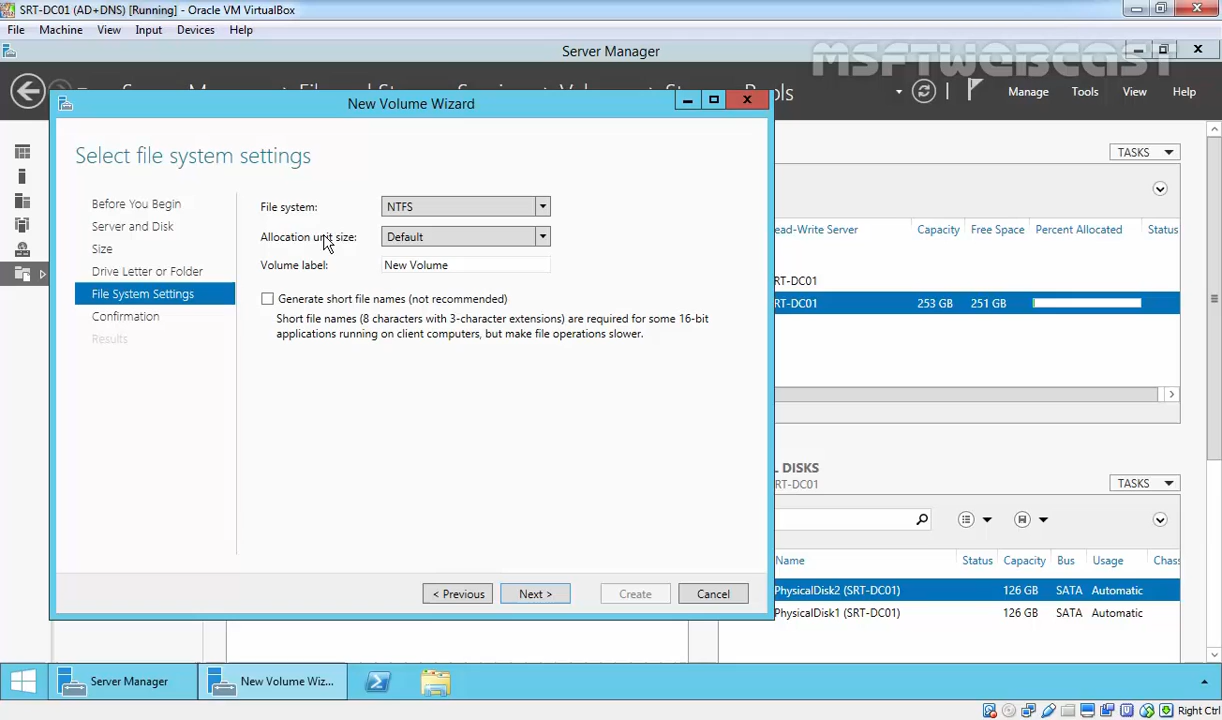 SRT-DC01 (AD+DNS) [Running] - Oracle VM VirtualBox
File Machine View Input Devices Help
Server Manager
MSFTWEBCAST
Manage Tools View Help
New Volume Wizard
TASKS
Select file system settings
Before You Begin
Server and Disk
Size
Drive Letter or Folder
File System Settings
Confirmation
Results
File system: NTFS
Allocation unit size: Default
Volume label: New Volume
Generate short file names (not recommended)
Short file names (8 characters with 3-character extensions) are required for some 16-bit
applications running on client computers, but make file operations slower.
< Previous Next > Create Cancel
ead-Write Server Capacity Free Space Percent Allocated Status
RT-DC01
RT-DC01 253 GB 251 GB
L DISKS
RT-DC01
TASKS
Name Status Capacity Bus Usage Chass
PhysicalDisk2 (SRT-DC01) 126 GB SATA Automatic
PhysicalDisk1 (SRT-DC01) 126 GB SATA Automatic
Server Manager New Volume Wiz...
Right Ctrl